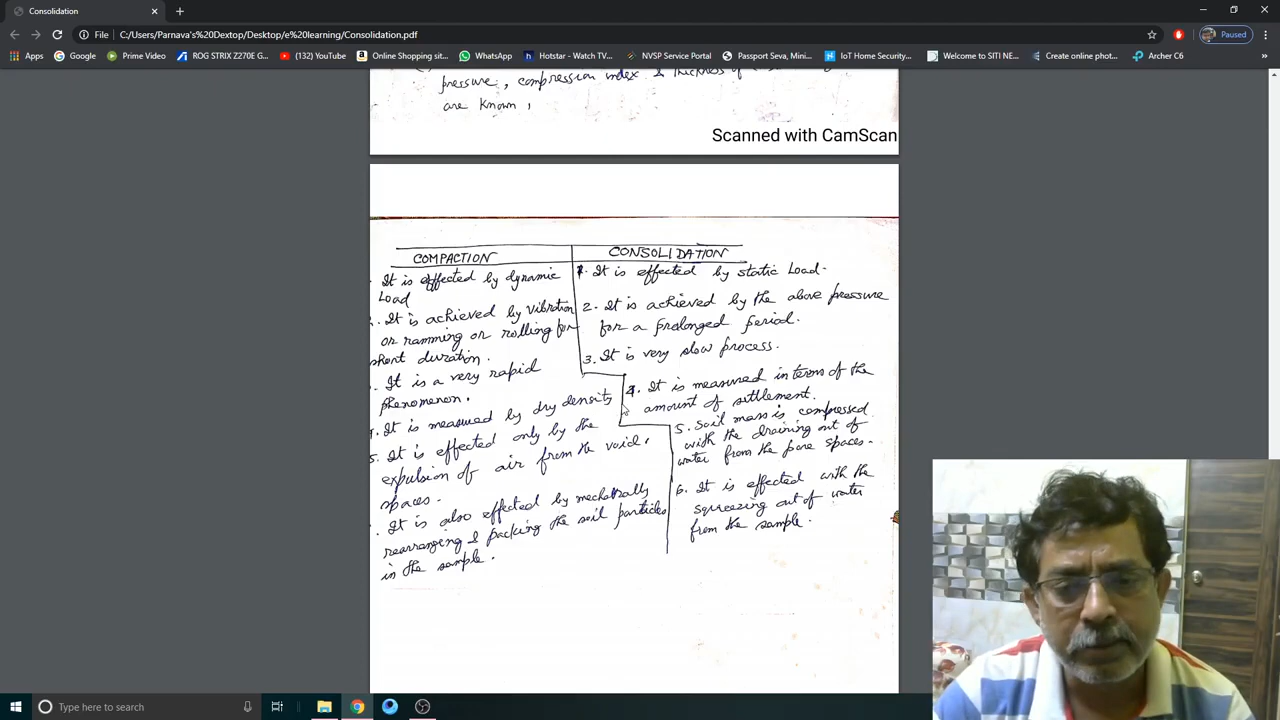 Consolidation
File
C:/Users/Parnava's%20Dextop/Desktop/e%20learning/Consolidation.pdf
Paused
Apps
Google
Prime Video
ROG STRIX Z270E G...
(132) YouTube
Online Shopping sit...
WhatsApp
Hotstar - Watch TV...
NVSP Service Portal
Passport Seva, Mini...
IoT Home Security...
Welcome to SITI NE...
Create online phot...
Archer C6
pressure, compression index & thickness of
are known,
Scanned with CamScan
COMPACTION
It is effected by dynamic
Load
It is achieved by vibration
or ramming or rolling for
short duration.
It is a very rapid
phenomenon.
4. It is measured by dry density
5. It is effected only by the
expulsion of air from the void
spaces.
It is also effected by
rearranging & packing the soil particles
in the sample.
CONSOLIDATION
1. It is effected by static Load.
2. It is achieved by the above pressure
for a prolonged period.
3. It is very slow process.
4. It is measured in terms of the
amount of settlement.
5. Soil mass is compressed
with the draining out of
water from the pore spaces.
6. It is effected with the
squeezing out of water
from the sample.
Type here to search